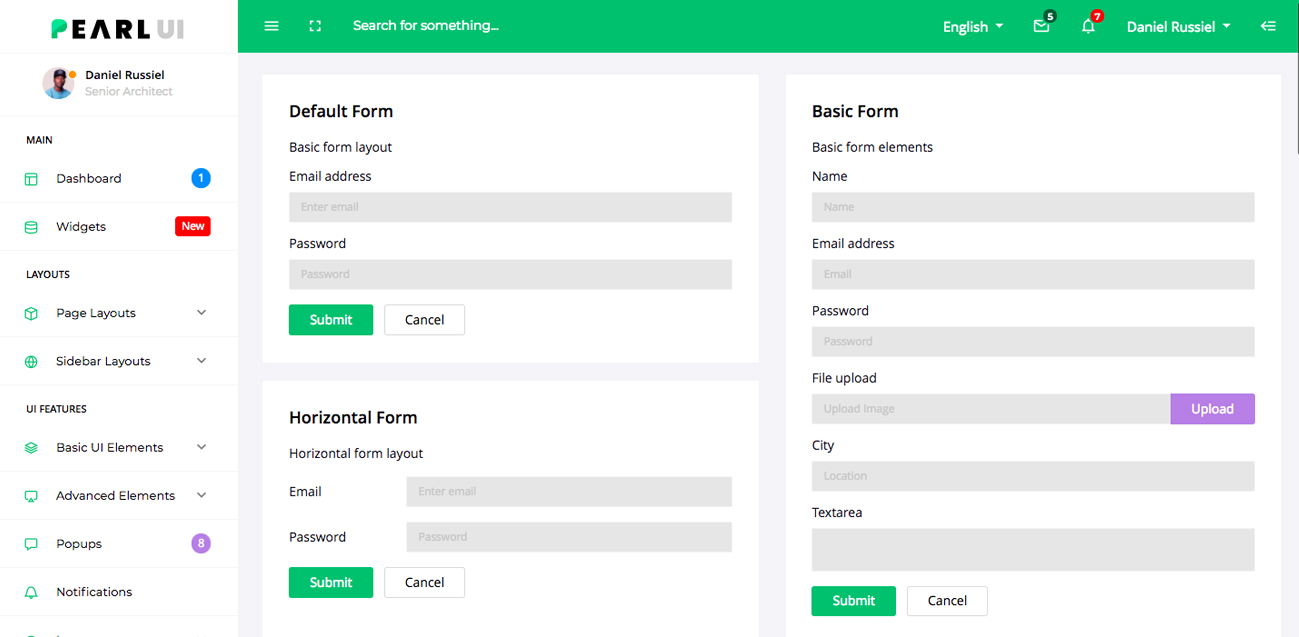 PEARL UI
Search for something...
English
5
7
Daniel Russiel
Daniel Russiel
Senior Architect
MAIN
Dashboard 1
Widgets New
LAYOUTS
Page Layouts
Sidebar Layouts
UI FEATURES
Basic UI Elements
Advanced Elements
Popups 8
Notifications
Default Form
Basic form layout
Email address
Enter email
Password
Password
Submit Cancel
Horizontal Form
Horizontal form layout
Email Enter email
Password Password
Submit Cancel
Basic Form
Basic form elements
Name
Name
Email address
Email
Password
Password
File upload
Upload Image Upload
City
Location
Textarea
Submit Cancel